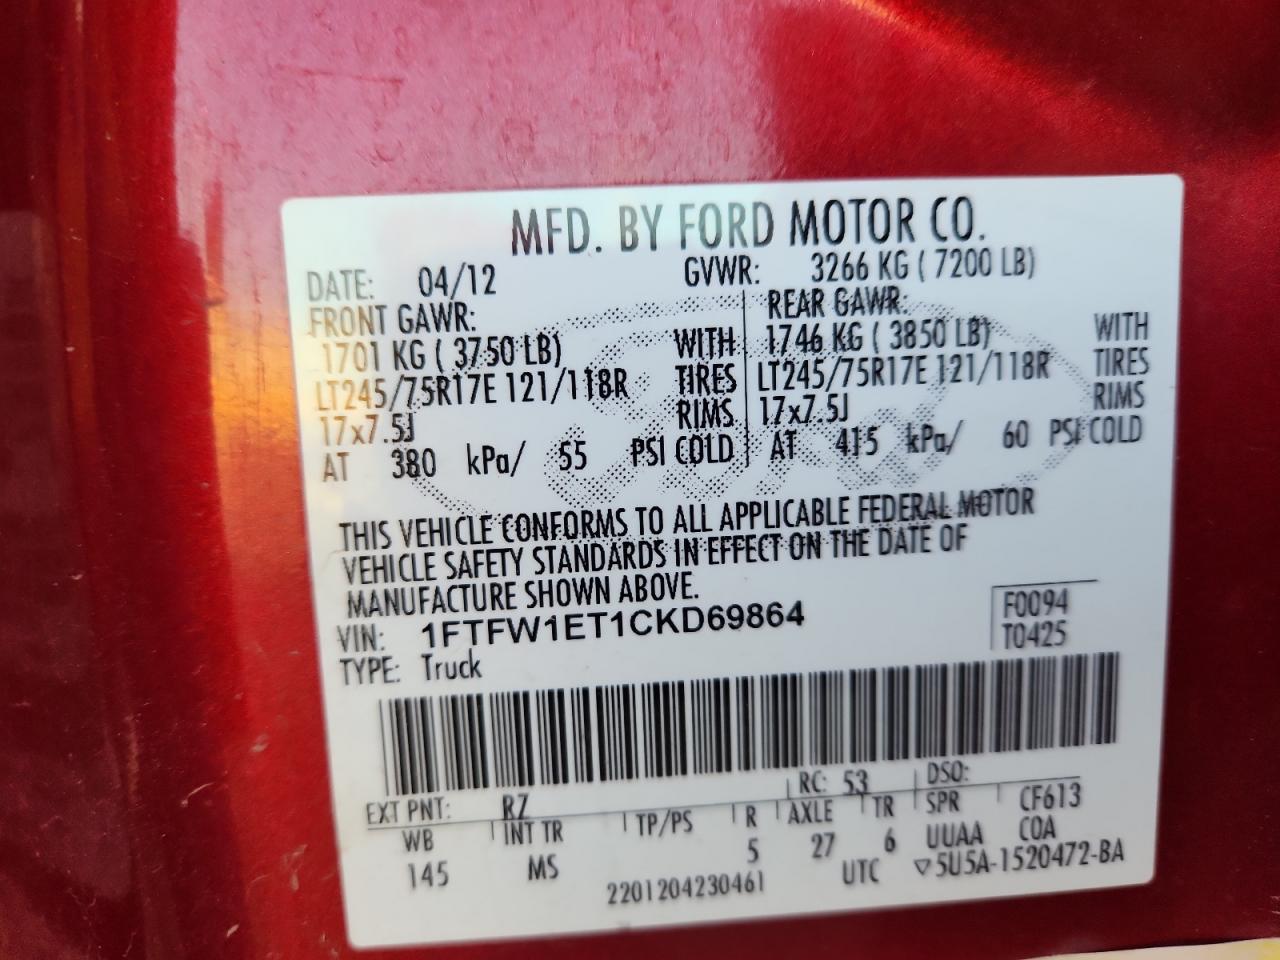 MFD. BY FORD MOTOR CO.
DATE: 04/12 GVWR: 3266 KG ( 7200 LB)
FRONT GAWR: REAR GAWR:
1701 KG ( 3750 LB) WITH 1746 KG ( 3850 LB) WITH
LT245/75R17E 121/118R TIRES LT245/75R17E 121/118R TIRES
17x7.5J RIMS 17x7.5J RIMS
AT 380 kPa/ 55 PSI COLD AT 415 kPa/ 60 PSI COLD
THIS VEHICLE CONFORMS TO ALL APPLICABLE FEDERAL MOTOR
VEHICLE SAFETY STANDARDS IN EFFECT ON THE DATE OF
MANUFACTURE SHOWN ABOVE.
VIN: 1FTFW1ET1CKD69864 F0094
TYPE: Truck T0425
EXT PNT: RZ RC: 53 DSO:
WB INT TR TP/PS R AXLE TR SPR CF613
145 MS 5 27 6 UUAA COA
2201204230461 UTC ▽5U5A-1520472-BA